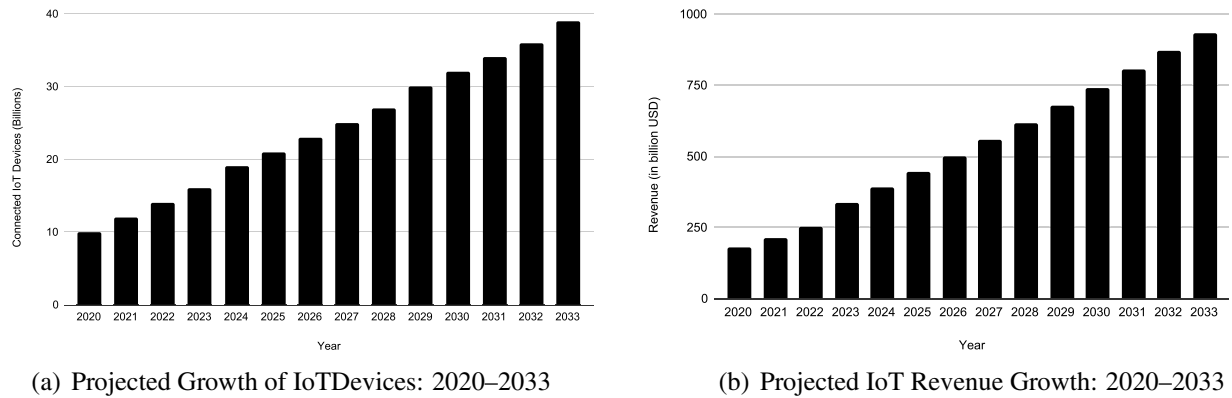 Connected IoT Devices (Billions)
40
30
20
10
0
2020 2021 2022 2023 2024 2025 2026 2027 2028 2029 2030 2031 2032 2033
Year
(a) Projected Growth of IoTDevices: 2020–2033
Revenue (in billion USD)
1000
750
500
250
0
2020 2021 2022 2023 2024 2025 2026 2027 2028 2029 2030 2031 2032 2033
Year
(b) Projected IoT Revenue Growth: 2020–2033